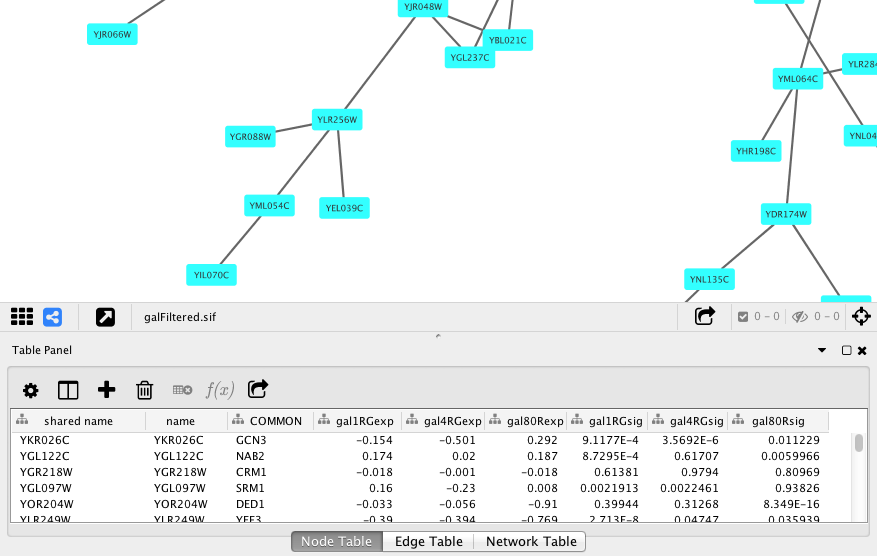 YJR048W
YJR066W
YBL021C
YGL237C
YLR284
YML064C
YLR256W
YGR088W
YNL04
YHR198C
YML054C
YEL039C
YDR174W
YIL070C
YNL135C
galFiltered.sif
0 - 0
0 - 0
Table Panel
f(x)
shared name name COMMON gal1RGexp gal4RGexp gal80Rexp gal1RGsig gal4RGsig gal80Rsig
YKR026C YKR026C GCN3 -0.154 -0.501 0.292 9.1177E-4 3.5692E-6 0.011229
YGL122C YGL122C NAB2 0.174 0.02 0.187 8.7295E-4 0.61707 0.0059966
YGR218W YGR218W CRM1 -0.018 -0.001 -0.018 0.61381 0.9794 0.80969
YGL097W YGL097W SRM1 0.16 -0.23 0.008 0.0021913 0.0022461 0.93826
YOR204W YOR204W DED1 -0.033 -0.056 -0.91 0.39944 0.31268 8.349E-16
YLR249W YLR249W YEF3 -0.39 -0.394 -0.769 2.713E-8 0.04747 0.035939
Node Table Edge Table Network Table